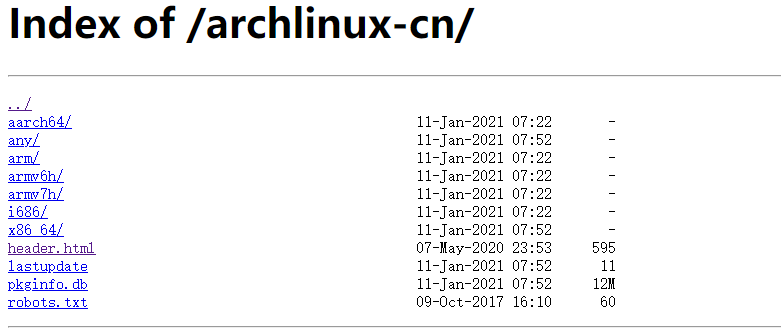 Index of /archlinux-cn/
../
aarch64/ 11-Jan-2021 07:22 -
any/ 11-Jan-2021 07:52 -
arm/ 11-Jan-2021 07:22 -
armv6h/ 11-Jan-2021 07:22 -
armv7h/ 11-Jan-2021 07:22 -
i686/ 11-Jan-2021 07:22 -
x86_64/ 11-Jan-2021 07:52 -
header.html 07-May-2020 23:53 595
lastupdate 11-Jan-2021 07:52 11
pkginfo.db 11-Jan-2021 07:52 12M
robots.txt 09-Oct-2017 16:10 60